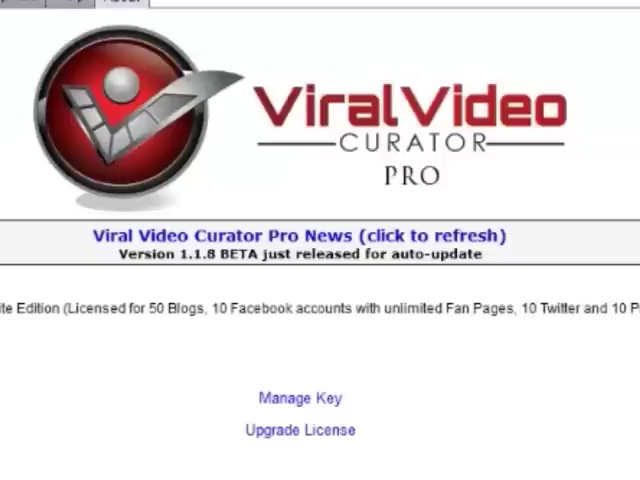 ViralVideo
CURATOR
PRO
Viral Video Curator Pro News (click to refresh)
Version 1.1.8 BETA just released for auto-update
Edition (Licensed for 50 Blogs, 10 Facebook accounts with unlimited Fan Pages, 10 Twitter and 10
Manage Key
Upgrade License